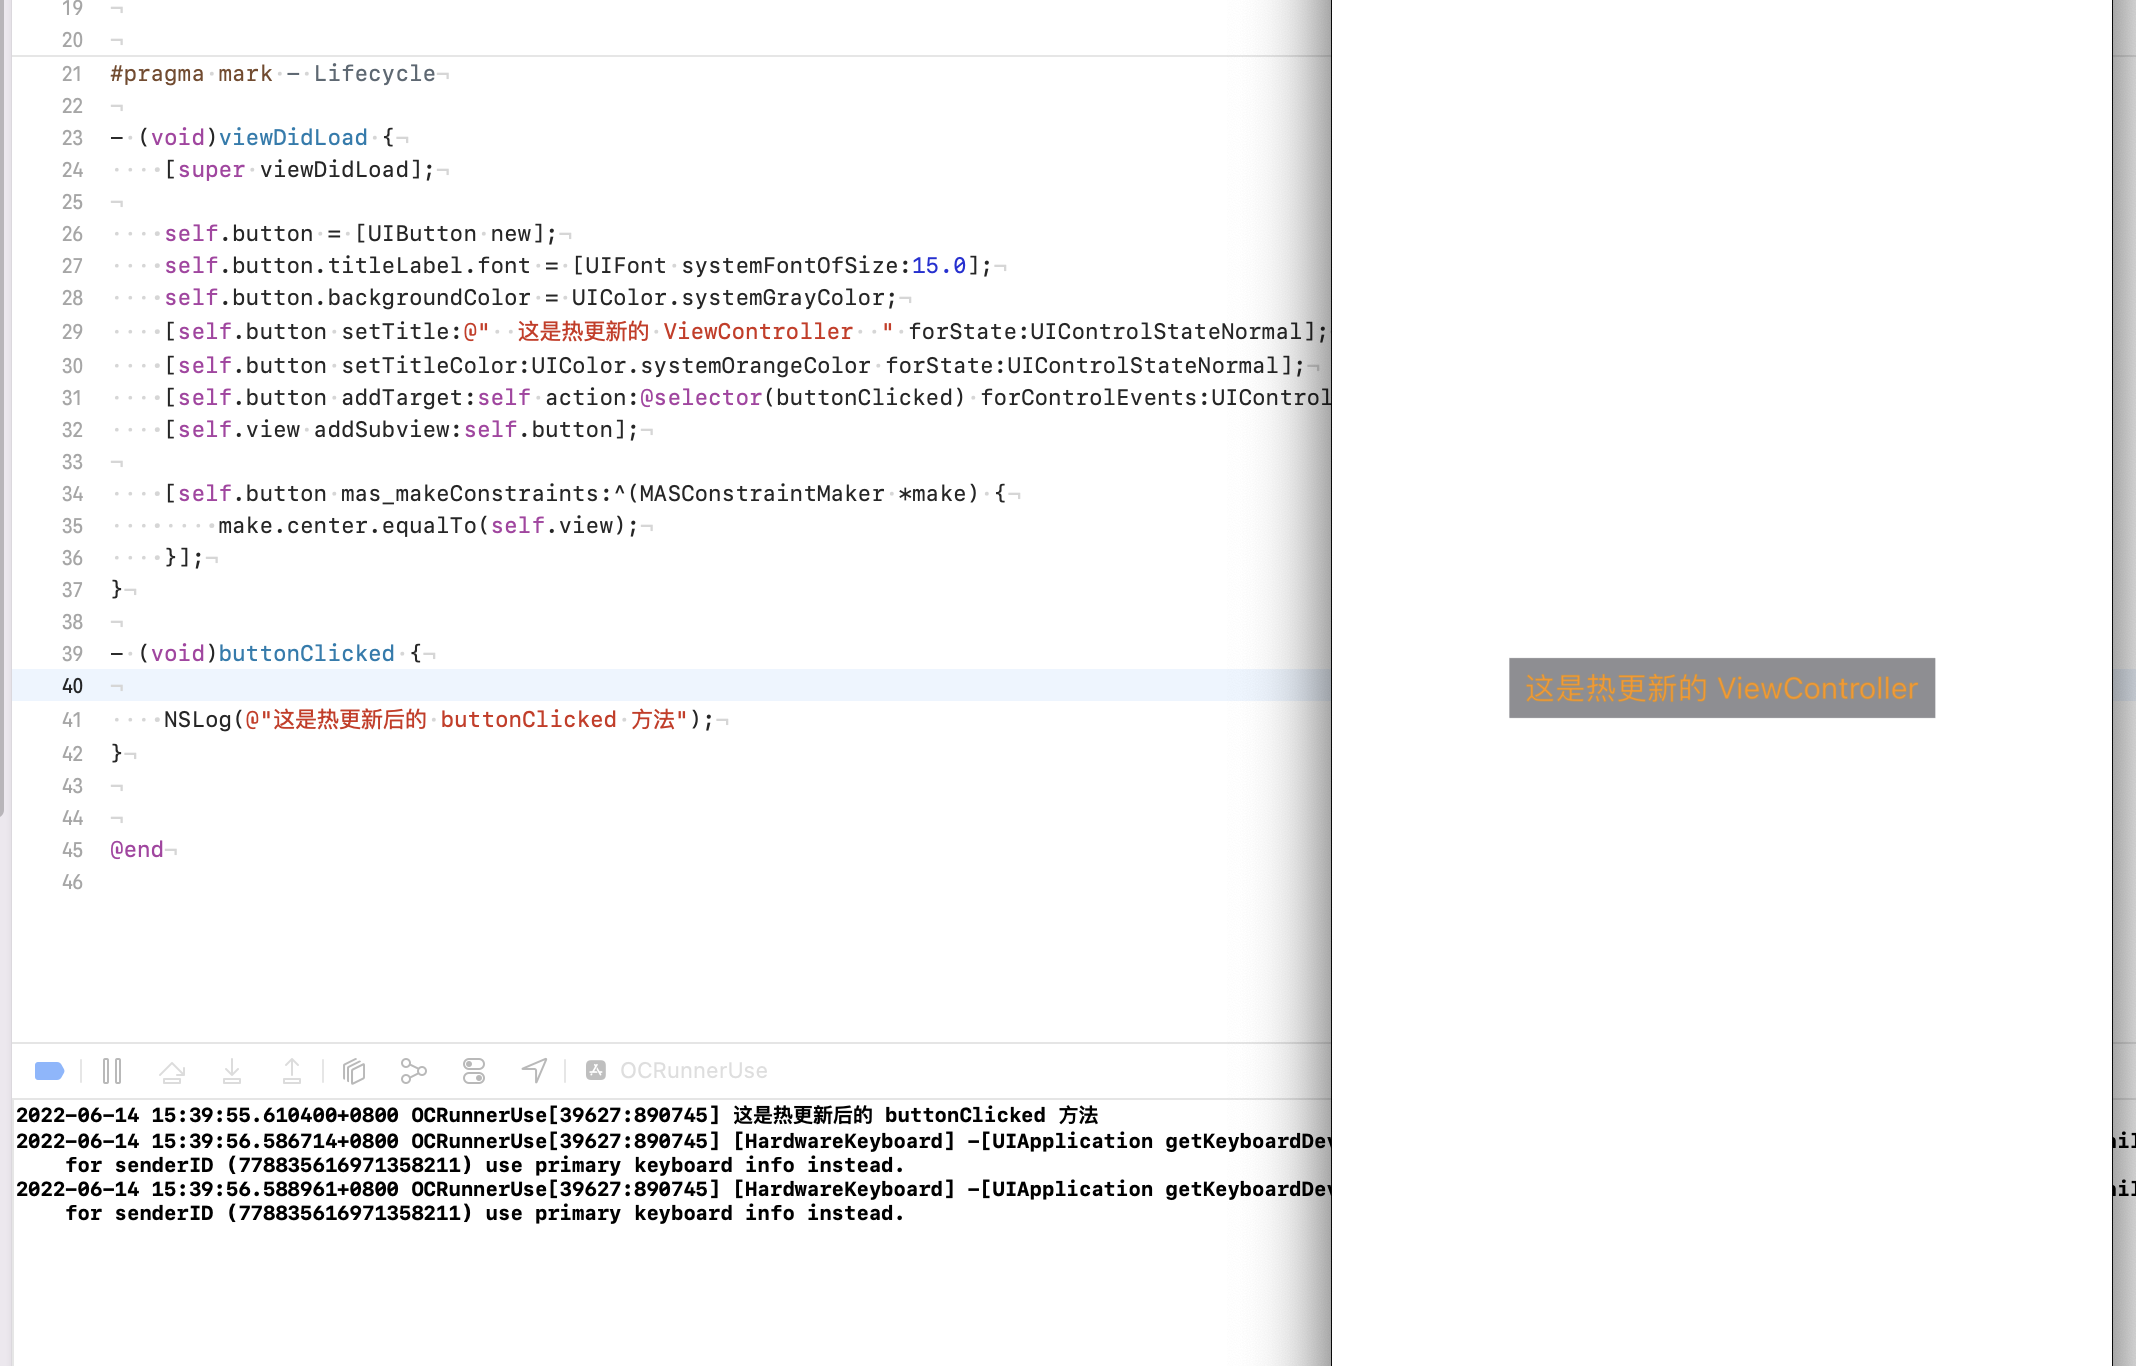 19
20
21 #pragma mark - Lifecycle
22
23 - (void)viewDidLoad {
24 [super viewDidLoad];
25
26 self.button = [UIButton new];
27 self.button.titleLabel.font = [UIFont systemFontOfSize:15.0];
28 self.button.backgroundColor = UIColor.systemGrayColor;
29 [self.button setTitle:@"  这是热更新的 ViewController  " forState:UIControlStateNormal];
30 [self.button setTitleColor:UIColor.systemOrangeColor forState:UIControlStateNormal];
31 [self.button addTarget:self action:@selector(buttonClicked) forControlEvents:UIControl
32 [self.view addSubview:self.button];
33
34 [self.button mas_makeConstraints:^(MASConstraintMaker *make) {
35 make.center.equalTo(self.view);
36 }];
37 }
38
39 - (void)buttonClicked {
40
41 NSLog(@"这是热更新后的 buttonClicked 方法");
42 }
43
44
45 @end
46
这是热更新的 ViewController
OCRunnerUse
2022-06-14 15:39:55.610400+0800 OCRunnerUse[39627:890745] 这是热更新后的 buttonClicked 方法
2022-06-14 15:39:56.586714+0800 OCRunnerUse[39627:890745] [HardwareKeyboard] -[UIApplication getKeyboardDev
for senderID (778835616971358211) use primary keyboard info instead.
2022-06-14 15:39:56.588961+0800 OCRunnerUse[39627:890745] [HardwareKeyboard] -[UIApplication getKeyboardDev
for senderID (778835616971358211) use primary keyboard info instead.